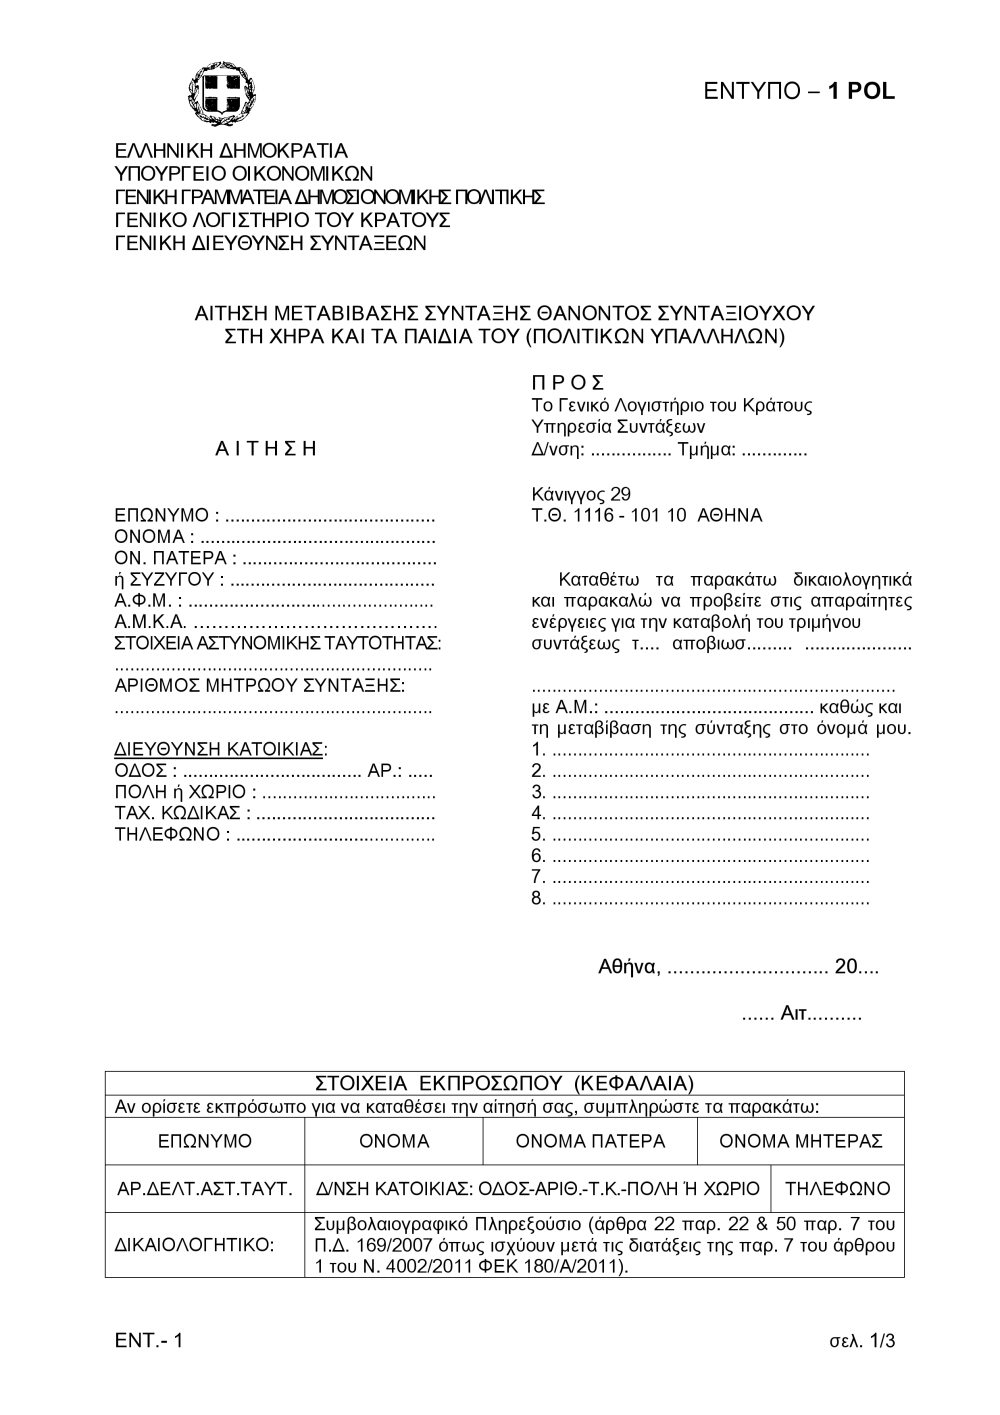 ΕΝΤΥΠΟ – 1 POL
ΕΛΛΗΝΙΚΗ ΔΗΜΟΚΡΑΤΙΑ
ΥΠΟΥΡΓΕΙΟ ΟΙΚΟΝΟΜΙΚΩΝ
ΓΕΝΙΚΗ ΓΡΑΜΜΑΤΕΙΑ ΔΗΜΟΣΙΟΝΟΜΙΚΗΣ ΠΟΛΙΤΙΚΗΣ
ΓΕΝΙΚΟ ΛΟΓΙΣΤΗΡΙΟ ΤΟΥ ΚΡΑΤΟΥΣ
ΓΕΝΙΚΗ ΔΙΕΥΘΥΝΣΗ ΣΥΝΤΑΞΕΩΝ
ΑΙΤΗΣΗ ΜΕΤΑΒΙΒΑΣΗΣ ΣΥΝΤΑΞΗΣ ΘΑΝΟΝΤΟΣ ΣΥΝΤΑΞΙΟΥΧΟΥ
ΣΤΗ ΧΗΡΑ ΚΑΙ ΤΑ ΠΑΙΔΙΑ ΤΟΥ (ΠΟΛΙΤΙΚΩΝ ΥΠΑΛΛΗΛΩΝ)
Α Ι Τ Η Σ Η
ΕΠΩΝΥΜΟ : .........................................
ΟΝΟΜΑ : ..............................................
ΟΝ. ΠΑΤΕΡΑ : ......................................
ή ΣΥΖΥΓΟΥ : ........................................
Α.Φ.Μ. : ................................................
Α.Μ.Κ.Α. ……………………………………
ΣΤΟΙΧΕΙΑ ΑΣΤΥΝΟΜΙΚΗΣ ΤΑΥΤΟΤΗΤΑΣ:
..............................................................
ΑΡΙΘΜΟΣ ΜΗΤΡΩΟΥ ΣΥΝΤΑΞΗΣ:
..............................................................
ΔΙΕΥΘΥΝΣΗ ΚΑΤΟΙΚΙΑΣ:
ΟΔΟΣ : ................................... ΑΡ.: .....
ΠΟΛΗ ή ΧΩΡΙΟ : ..................................
ΤΑΧ. ΚΩΔΙΚΑΣ : ...................................
ΤΗΛΕΦΩΝΟ : .......................................
Π Ρ Ο Σ
Το Γενικό Λογιστήριο του Κράτους
Υπηρεσία Συντάξεων
Δ/νση: ................ Τμήμα: .............
Κάνιγγος 29
Τ.Θ. 1116 - 101 10 ΑΘΗΝΑ
Καταθέτω τα παρακάτω δικαιολογητικά
και παρακαλώ να προβείτε στις απαραίτητες
ενέργειες για την καταβολή του τριμήνου
συντάξεως τ.... αποβιωσ......... .....................
.......................................................................
με Α.Μ.: ......................................... καθώς και
τη μεταβίβαση της σύνταξης στο όνομά μου.
1. ..............................................................
2. ..............................................................
3. ..............................................................
4. ..............................................................
5. ..............................................................
6. ..............................................................
7. ..............................................................
8. ..............................................................
Αθήνα, ............................. 20....
...... Αιτ..........
ΣΤΟΙΧΕΙΑ ΕΚΠΡΟΣΩΠΟΥ (ΚΕΦΑΛΑΙΑ)
Αν ορίσετε εκπρόσωπο για να καταθέσει την αίτησή σας, συμπληρώστε τα παρακάτω:
ΕΠΩΝΥΜΟ ΟΝΟΜΑ ΟΝΟΜΑ ΠΑΤΕΡΑ ΟΝΟΜΑ ΜΗΤΕΡΑΣ
ΑΡ.ΔΕΛΤ.ΑΣΤ.ΤΑΥΤ. Δ/ΝΣΗ ΚΑΤΟΙΚΙΑΣ: ΟΔΟΣ-ΑΡΙΘ.-Τ.Κ.-ΠΟΛΗ Ή ΧΩΡΙΟ ΤΗΛΕΦΩΝΟ
ΔΙΚΑΙΟΛΟΓΗΤΙΚΟ:
Συμβολαιογραφικό Πληρεξούσιο (άρθρα 22 παρ. 22 & 50 παρ. 7 του
Π.Δ. 169/2007 όπως ισχύουν μετά τις διατάξεις της παρ. 7 του άρθρου
1 του Ν. 4002/2011 ΦΕΚ 180/Α/2011).
ΕΝΤ.- 1 σελ. 1/3